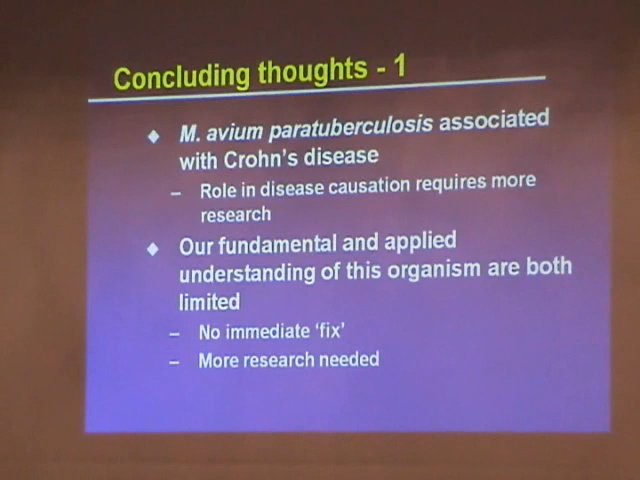 Concluding thoughts - 1
◆ M. avium paratuberculosis associated
with Crohn's disease
– Role in disease causation requires more
research
◆ Our fundamental and applied
understanding of this organism are both
limited
– No immediate 'fix'
– More research needed